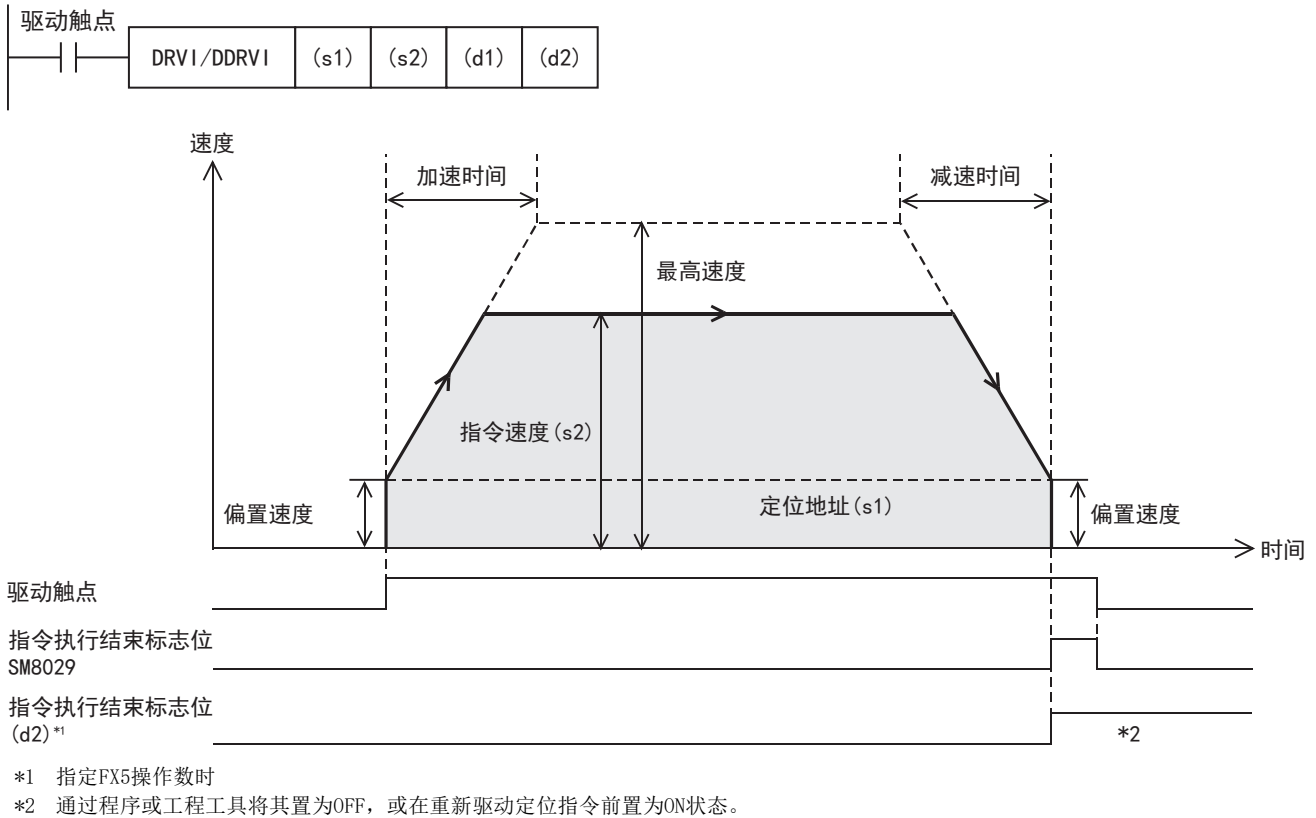 驱动触点
DRVI/DDRVI (s1) (s2) (d1) (d2)
速度
加速时间
减速时间
最高速度
指令速度(s2)
偏置速度
定位地址(s1)
偏置速度
时间
驱动触点
指令执行结束标志位
SM8029
指令执行结束标志位
(d2)*1
*2
*1 指定FX5操作数时
*2 通过程序或工程工具将其置为OFF，或在重新驱动定位指令前置为ON状态。